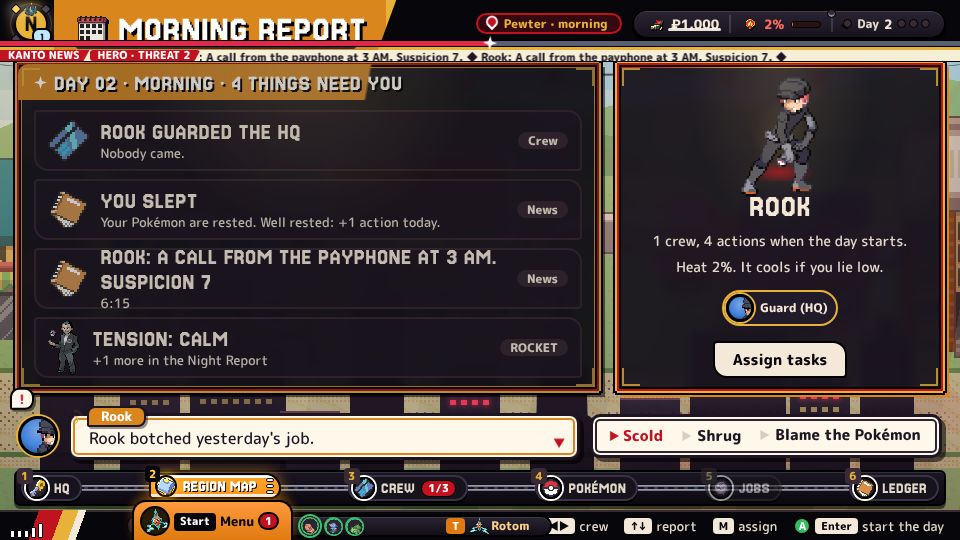 MORNING REPORT
Pewter · morning
₽1,000
2%
Day 2
KANTO NEWS
HERO · THREAT 2
: A call from the payphone at 3 AM. Suspicion 7. ◆ Rook: A call from the payphone at 3 AM. Suspicion 7. ◆
DAY 02 · MORNING · 4 THINGS NEED YOU
ROOK GUARDED THE HQ
Nobody came.
Crew
YOU SLEPT
Your Pokémon are rested. Well rested: +1 action today.
News
ROOK: A CALL FROM THE PAYPHONE AT 3 AM.
SUSPICION 7
6:15
News
TENSION: CALM
+1 more in the Night Report
ROCKET
ROOK
1 crew, 4 actions when the day starts.
Heat 2%. It cools if you lie low.
Guard (HQ)
Assign tasks
!
Rook
Rook botched yesterday's job.
Scold
Shrug
Blame the Pokémon
1 HQ
2 REGION MAP
3 CREW 1/3
4 POKÉMON
5 JOBS
6 LEDGER
Start Menu 1
T Rotom
crew
report
M assign
A Enter start the day